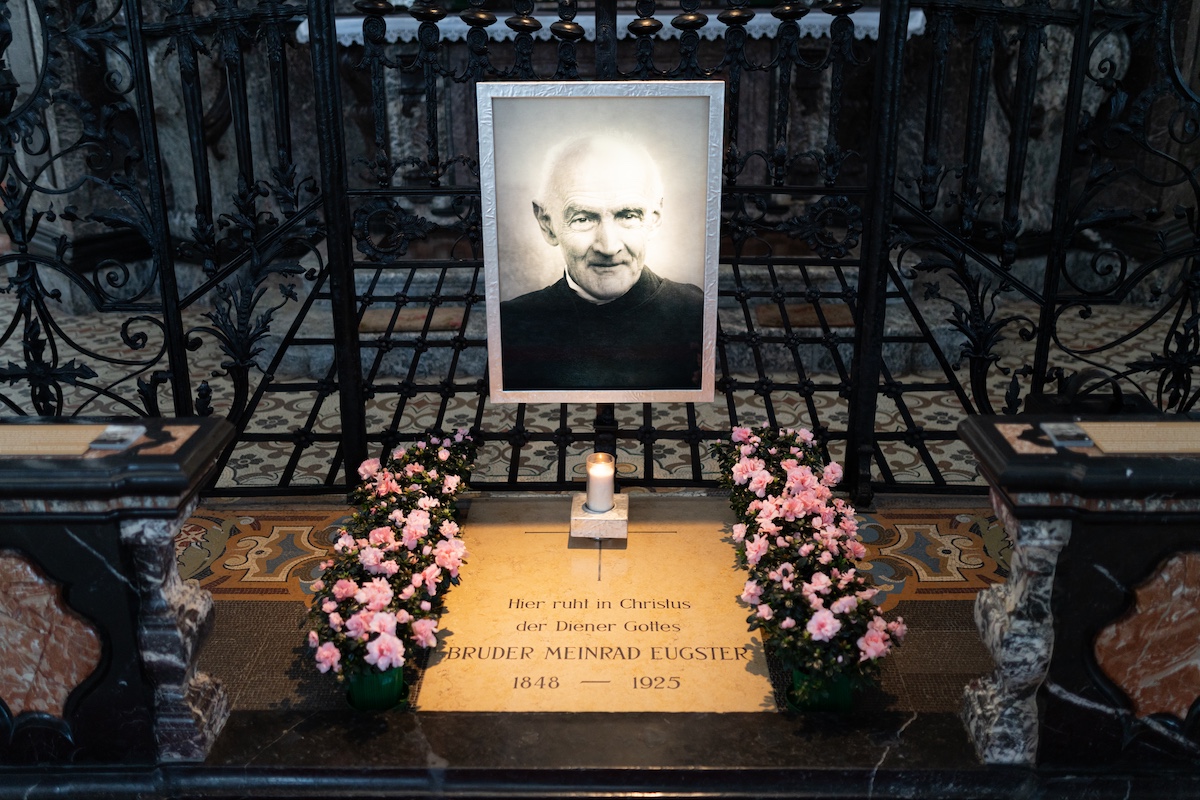 Hier ruht in Christus
der Diener Gottes
BRUDER MEINRAD EUGSTER
1848 — 1925